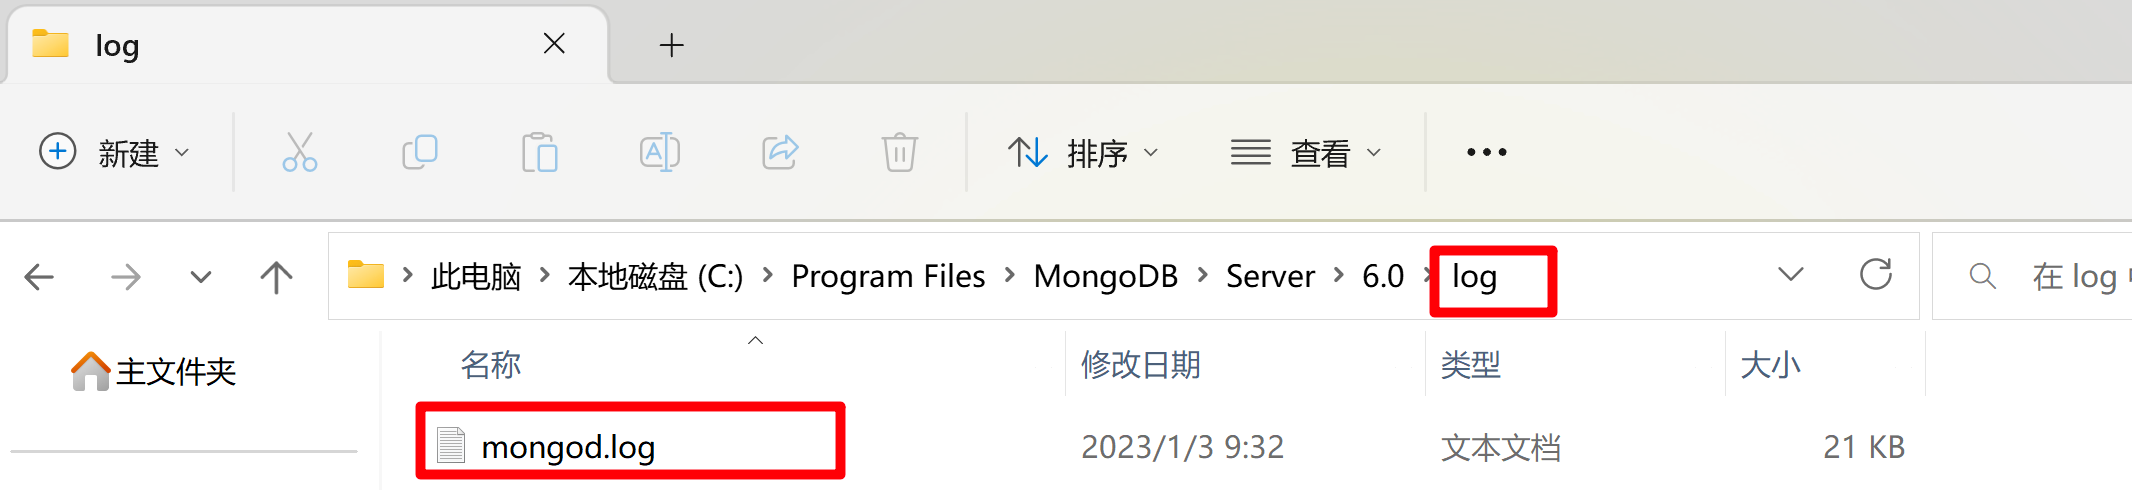 log
新建 排序 查看
此电脑 本地磁盘 (C:) Program Files MongoDB Server 6.0 log 在 log
主文件夹 名称 修改日期 类型 大小
mongod.log 2023/1/3 9:32 文本文档 21 KB